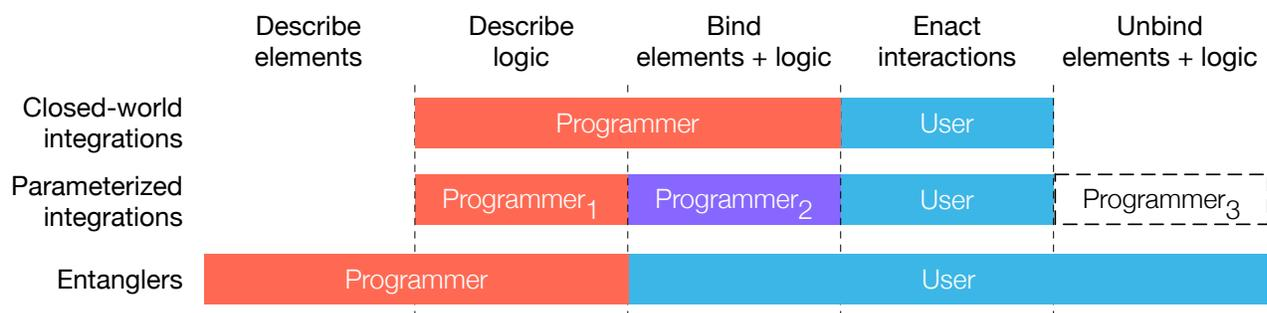 Describe
elements
Describe
logic
Bind
elements + logic
Enact
interactions
Unbind
elements + logic
Closed-world
integrations
Programmer
User
Parameterized
integrations
Programmer₁
Programmer₂
User
Programmer₃
Entanglers
Programmer
User